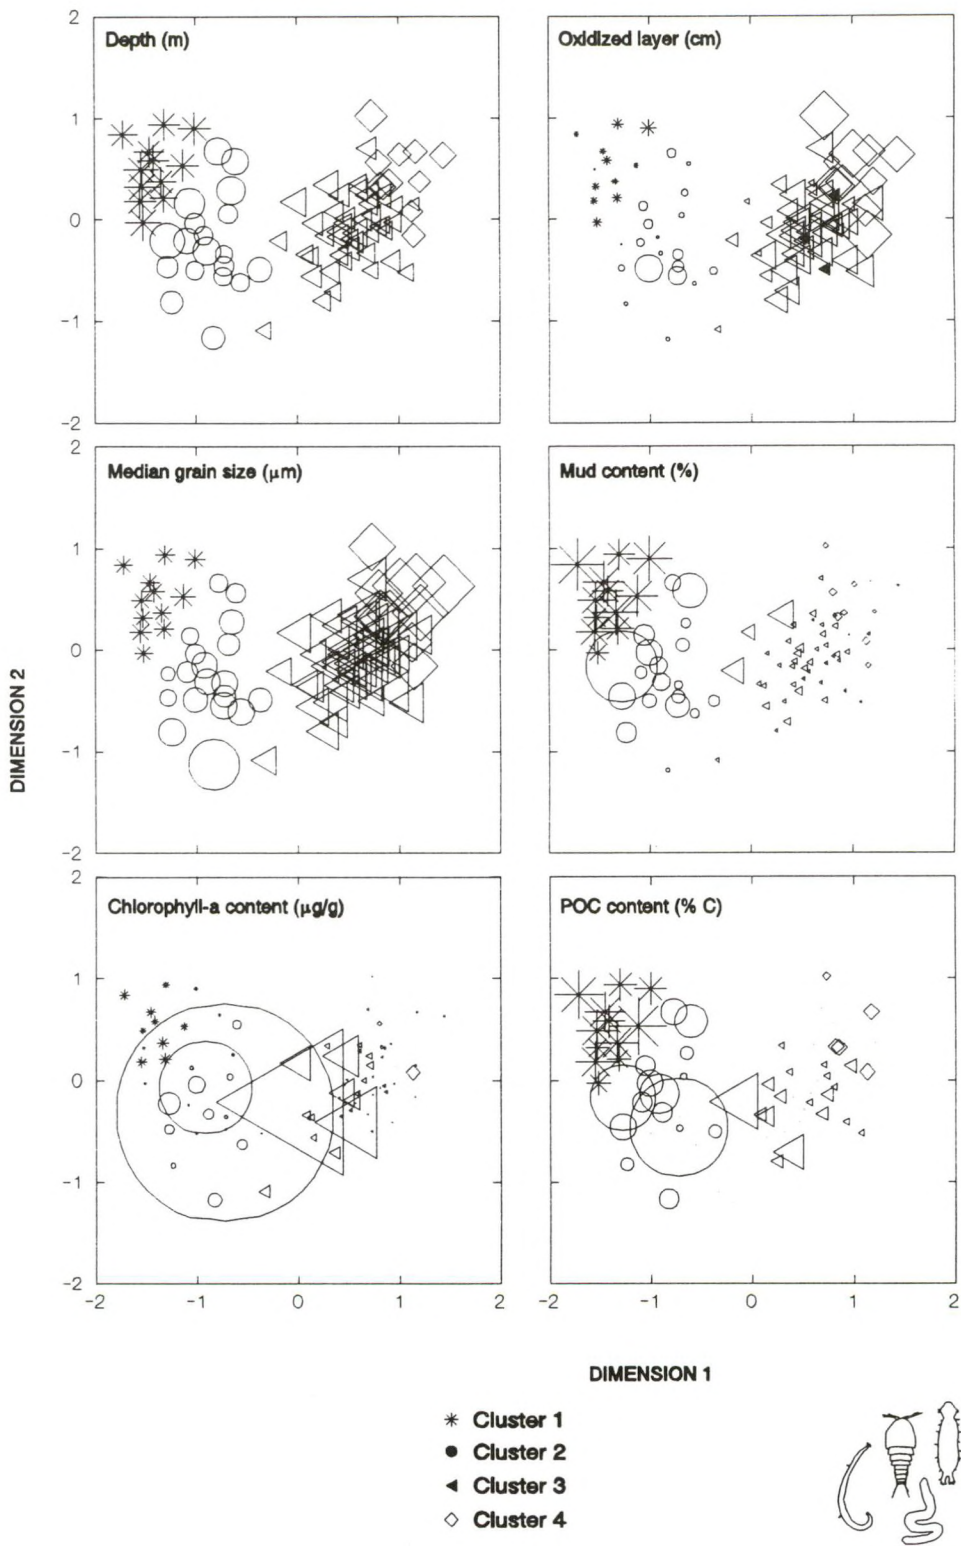 Depth (m)
Oxidized layer (cm)
2
1
0
-1
-2
Median grain size (µm)
Mud content (%)
2
1
0
-1
-2
Chlorophyll-a content (µg/g)
POC content (% C)
2
1
0
-1
-2
-2 -1 0 1 2
-2 -1 0 1 2
DIMENSION 2
DIMENSION 1
Cluster 1
Cluster 2
Cluster 3
Cluster 4